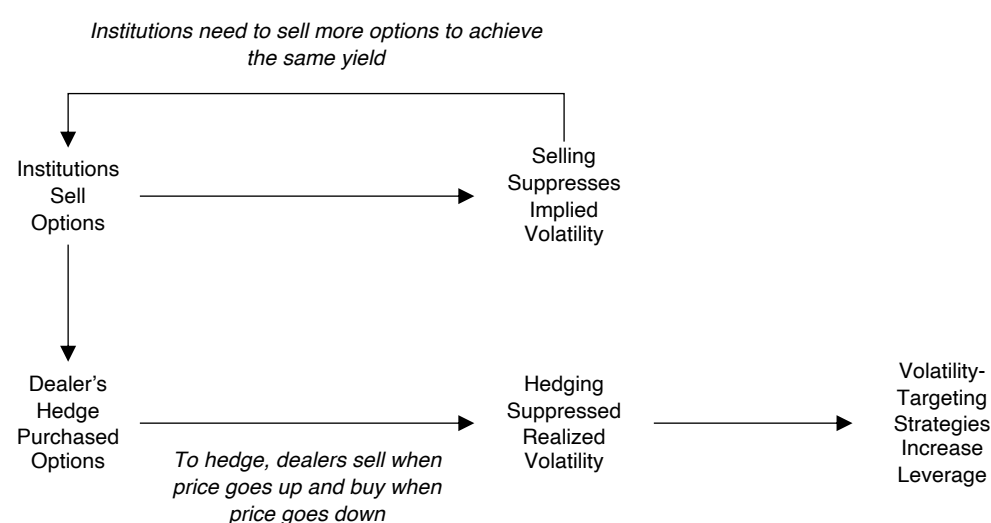 Institutions need to sell more options to achieve
the same yield
Institutions
Sell
Options
Selling
Suppresses
Implied
Volatility
Dealer's
Hedge
Purchased
Options
To hedge, dealers sell when
price goes up and buy when
price goes down
Hedging
Suppressed
Realized
Volatility
Volatility-
Targeting
Strategies
Increase
Leverage